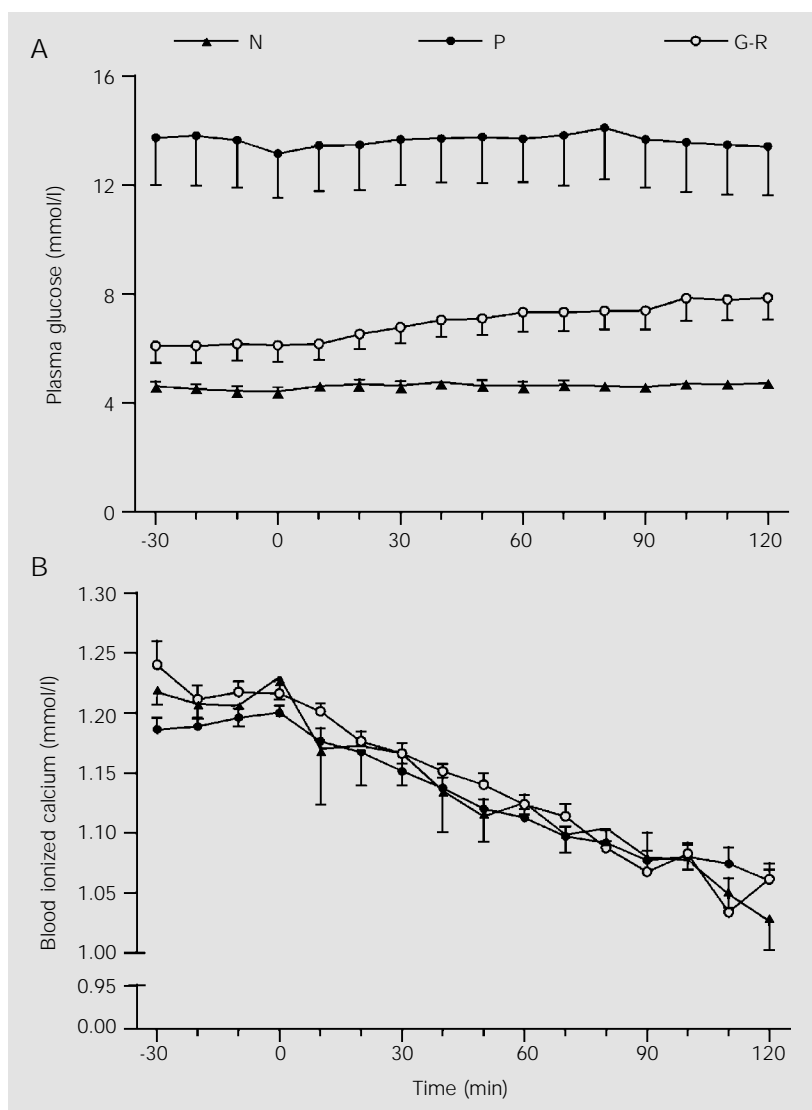 A
N P G-R
Plasma glucose (mmol/l)
16
12
8
4
0
-30 0 30 60 90 120
B
Blood ionized calcium (mmol/l)
1.30
1.25
1.20
1.15
1.10
1.05
1.00
0.95
0.00
-30 0 30 60 90 120
Time (min)